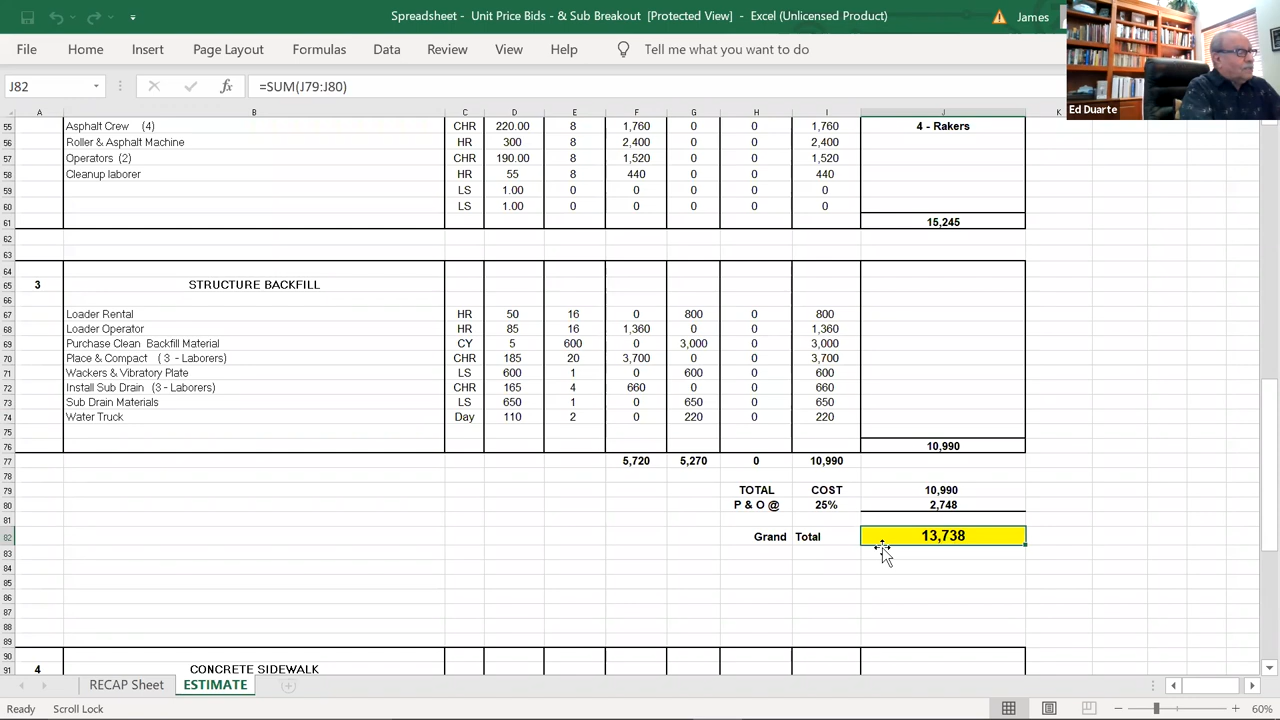 Spreadsheet - Unit Price Bids - & Sub Breakout [Protected View] - Excel (Unlicensed Product) James
File Home Insert Page Layout Formulas Data Review View Help Tell me what you want to do
J82 fx =SUM(J79:J80)
Ed Duarte
A B C D E F G H I J K
55 Asphalt Crew (4) CHR 220.00 8 1,760 0 0 1,760 4 - Rakers
56 Roller & Asphalt Machine HR 300 8 2,400 0 0 2,400
57 Operators (2) CHR 190.00 8 1,520 0 0 1,520
58 Cleanup laborer HR 55 8 440 0 0 440
59 LS 1.00 0 0 0 0 0
60 LS 1.00 0 0 0 0 0
61 15,245
62
63
64
65 3 STRUCTURE BACKFILL
66
67 Loader Rental HR 50 16 0 800 0 800
68 Loader Operator HR 85 16 1,360 0 0 1,360
69 Purchase Clean Backfill Material CY 5 600 0 3,000 0 3,000
70 Place & Compact ( 3 - Laborers) CHR 185 20 3,700 0 0 3,700
71 Wackers & Vibratory Plate LS 600 1 0 600 0 600
72 Install Sub Drain (3 - Laborers) CHR 165 4 660 0 0 660
73 Sub Drain Materials LS 650 1 0 650 0 650
74 Water Truck Day 110 2 0 220 0 220
75
76 10,990
77 5,720 5,270 0 10,990
78
79 TOTAL COST 10,990
80 P & O @ 25% 2,748
81
82 Grand Total 13,738
83
84
85
86
87
88
89
90
91 4 CONCRETE SIDEWALK
RECAP Sheet ESTIMATE
Ready Scroll Lock 60%